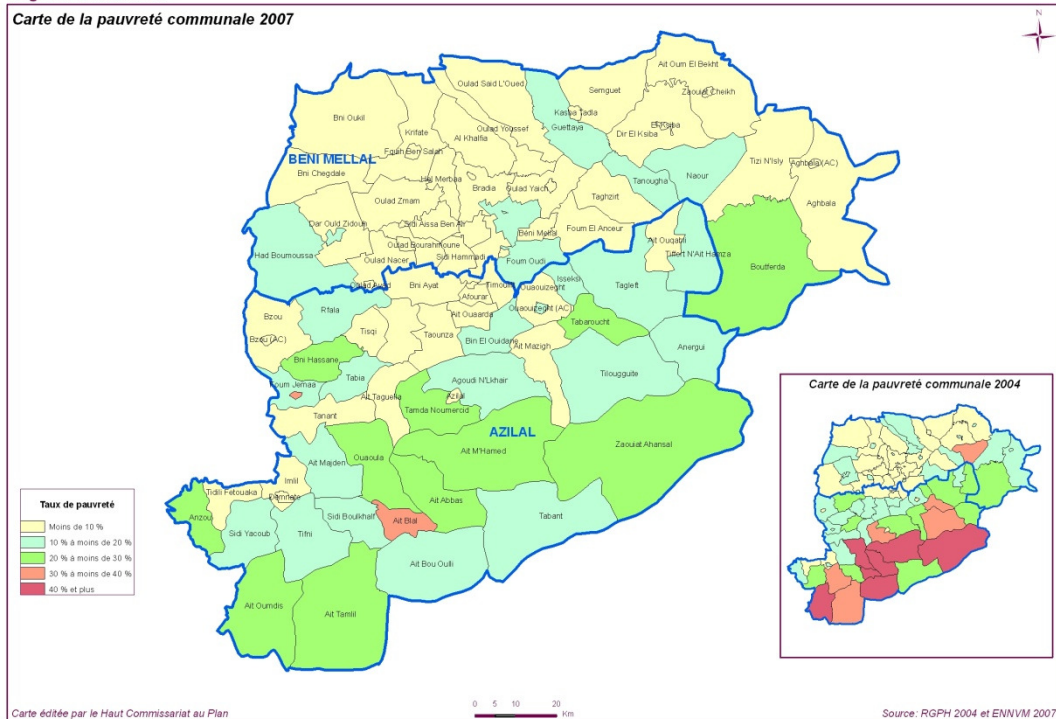 Carte de la pauvreté communale 2007
N
Ait Oum El Bekht
Oulad Said L'Oued
Semguet
Zaouiat Cheikh
Bni Oukil
Kasba Tadla
Krifate
Oulad Youssef
Guettaya
El Ksiba
Al Khalfia
Dir El Ksiba
Fquih Ben Salah
BENI MELLAL
Tizi N'Isly
Aghbala (AC)
Bni Chegdale
Had Merbaa
Tanougha
Naour
Bradia
Oulad Yaich
Aghbala
Oulad Zmam
Taghzirt
Dar Ould Zidouh
Sidi Aissa Ben Ali
Béni Mellal
Foum El Anceur
Oulad Bourahmoune
Ait Ouqabli
Had Boumoussa
Sidi Hammadi
Foum Oudi
Tiffert N'Ait Hamza
Boutferda
Oulad Nacer
Oulad Ayad
Bni Ayat
Timoulilt
Isseksi
Tagleft
Ouaouizeght
Afourar
Bzou
Rfala
Ait Ouaarda
Ouaouizeght (AC)
Tabaroucht
Tisqi
Taounza
Bzou (AC)
Bin El Ouidane
Ait Mazigh
Anergui
Bni Hassane
Tabia
Agoudi N'Lkhair
Tilougguite
Foum Jemaa
Ait Taguella
Azilal
Tamda Noumercid
Tanant
AZILAL
Ait M'Hamed
Zaouiat Ahansal
Ait Majden
Ouaoula
Imlil
Tidili Fetouaka
Demnate
Ait Abbas
Anzou
Sidi Boulkhalf
Ait Blal
Tabant
Sidi Yacoub
Tifni
Ait Bou Oulli
Ait Oumdis
Ait Tamlil
Taux de pauvreté
Moins de 10 %
10 % à moins de 20 %
20 % à moins de 30 %
30 % à moins de 40 %
40 % et plus
Carte de la pauvreté communale 2004
0 5 10 20
Km
Carte éditée par le Haut Commissariat au Plan
Source: RGPH 2004 et ENNVM 2007